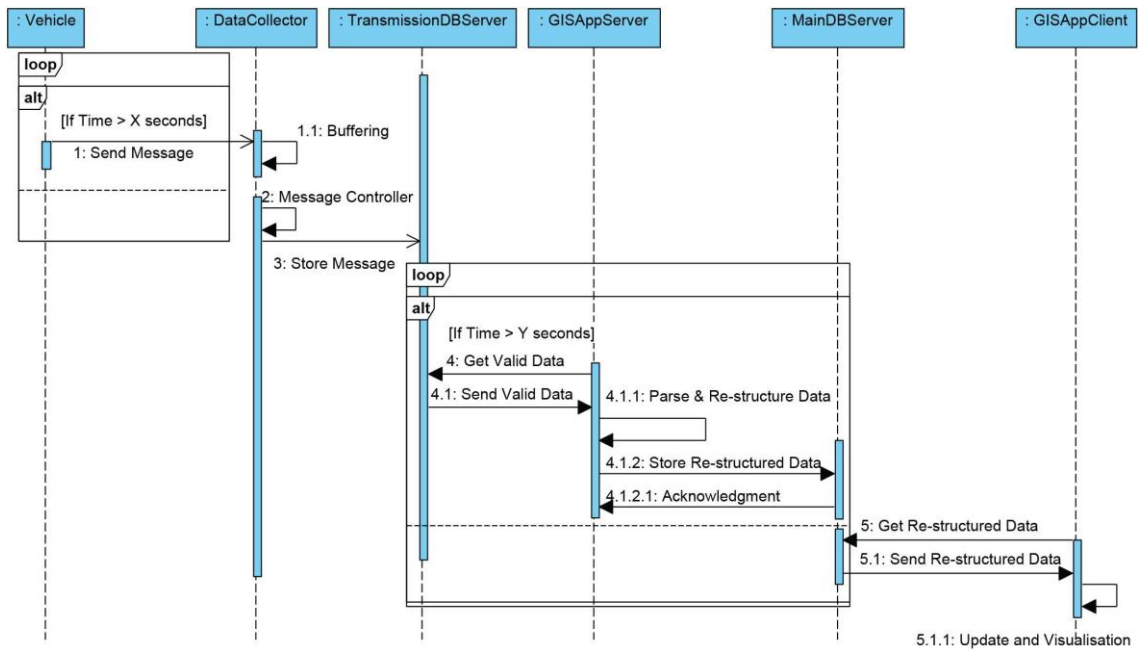 : Vehicle
: DataCollector
: TransmissionDBServer
: GISAppServer
: MainDBServer
: GISAppClient
loop
alt
[If Time > X seconds]
1: Send Message
1.1: Buffering
2: Message Controller
3: Store Message
loop
alt
[If Time > Y seconds]
4: Get Valid Data
4.1: Send Valid Data
4.1.1: Parse & Re-structure Data
4.1.2: Store Re-structured Data
4.1.2.1: Acknowledgment
5: Get Re-structured Data
5.1: Send Re-structured Data
5.1.1: Update and Visualisation